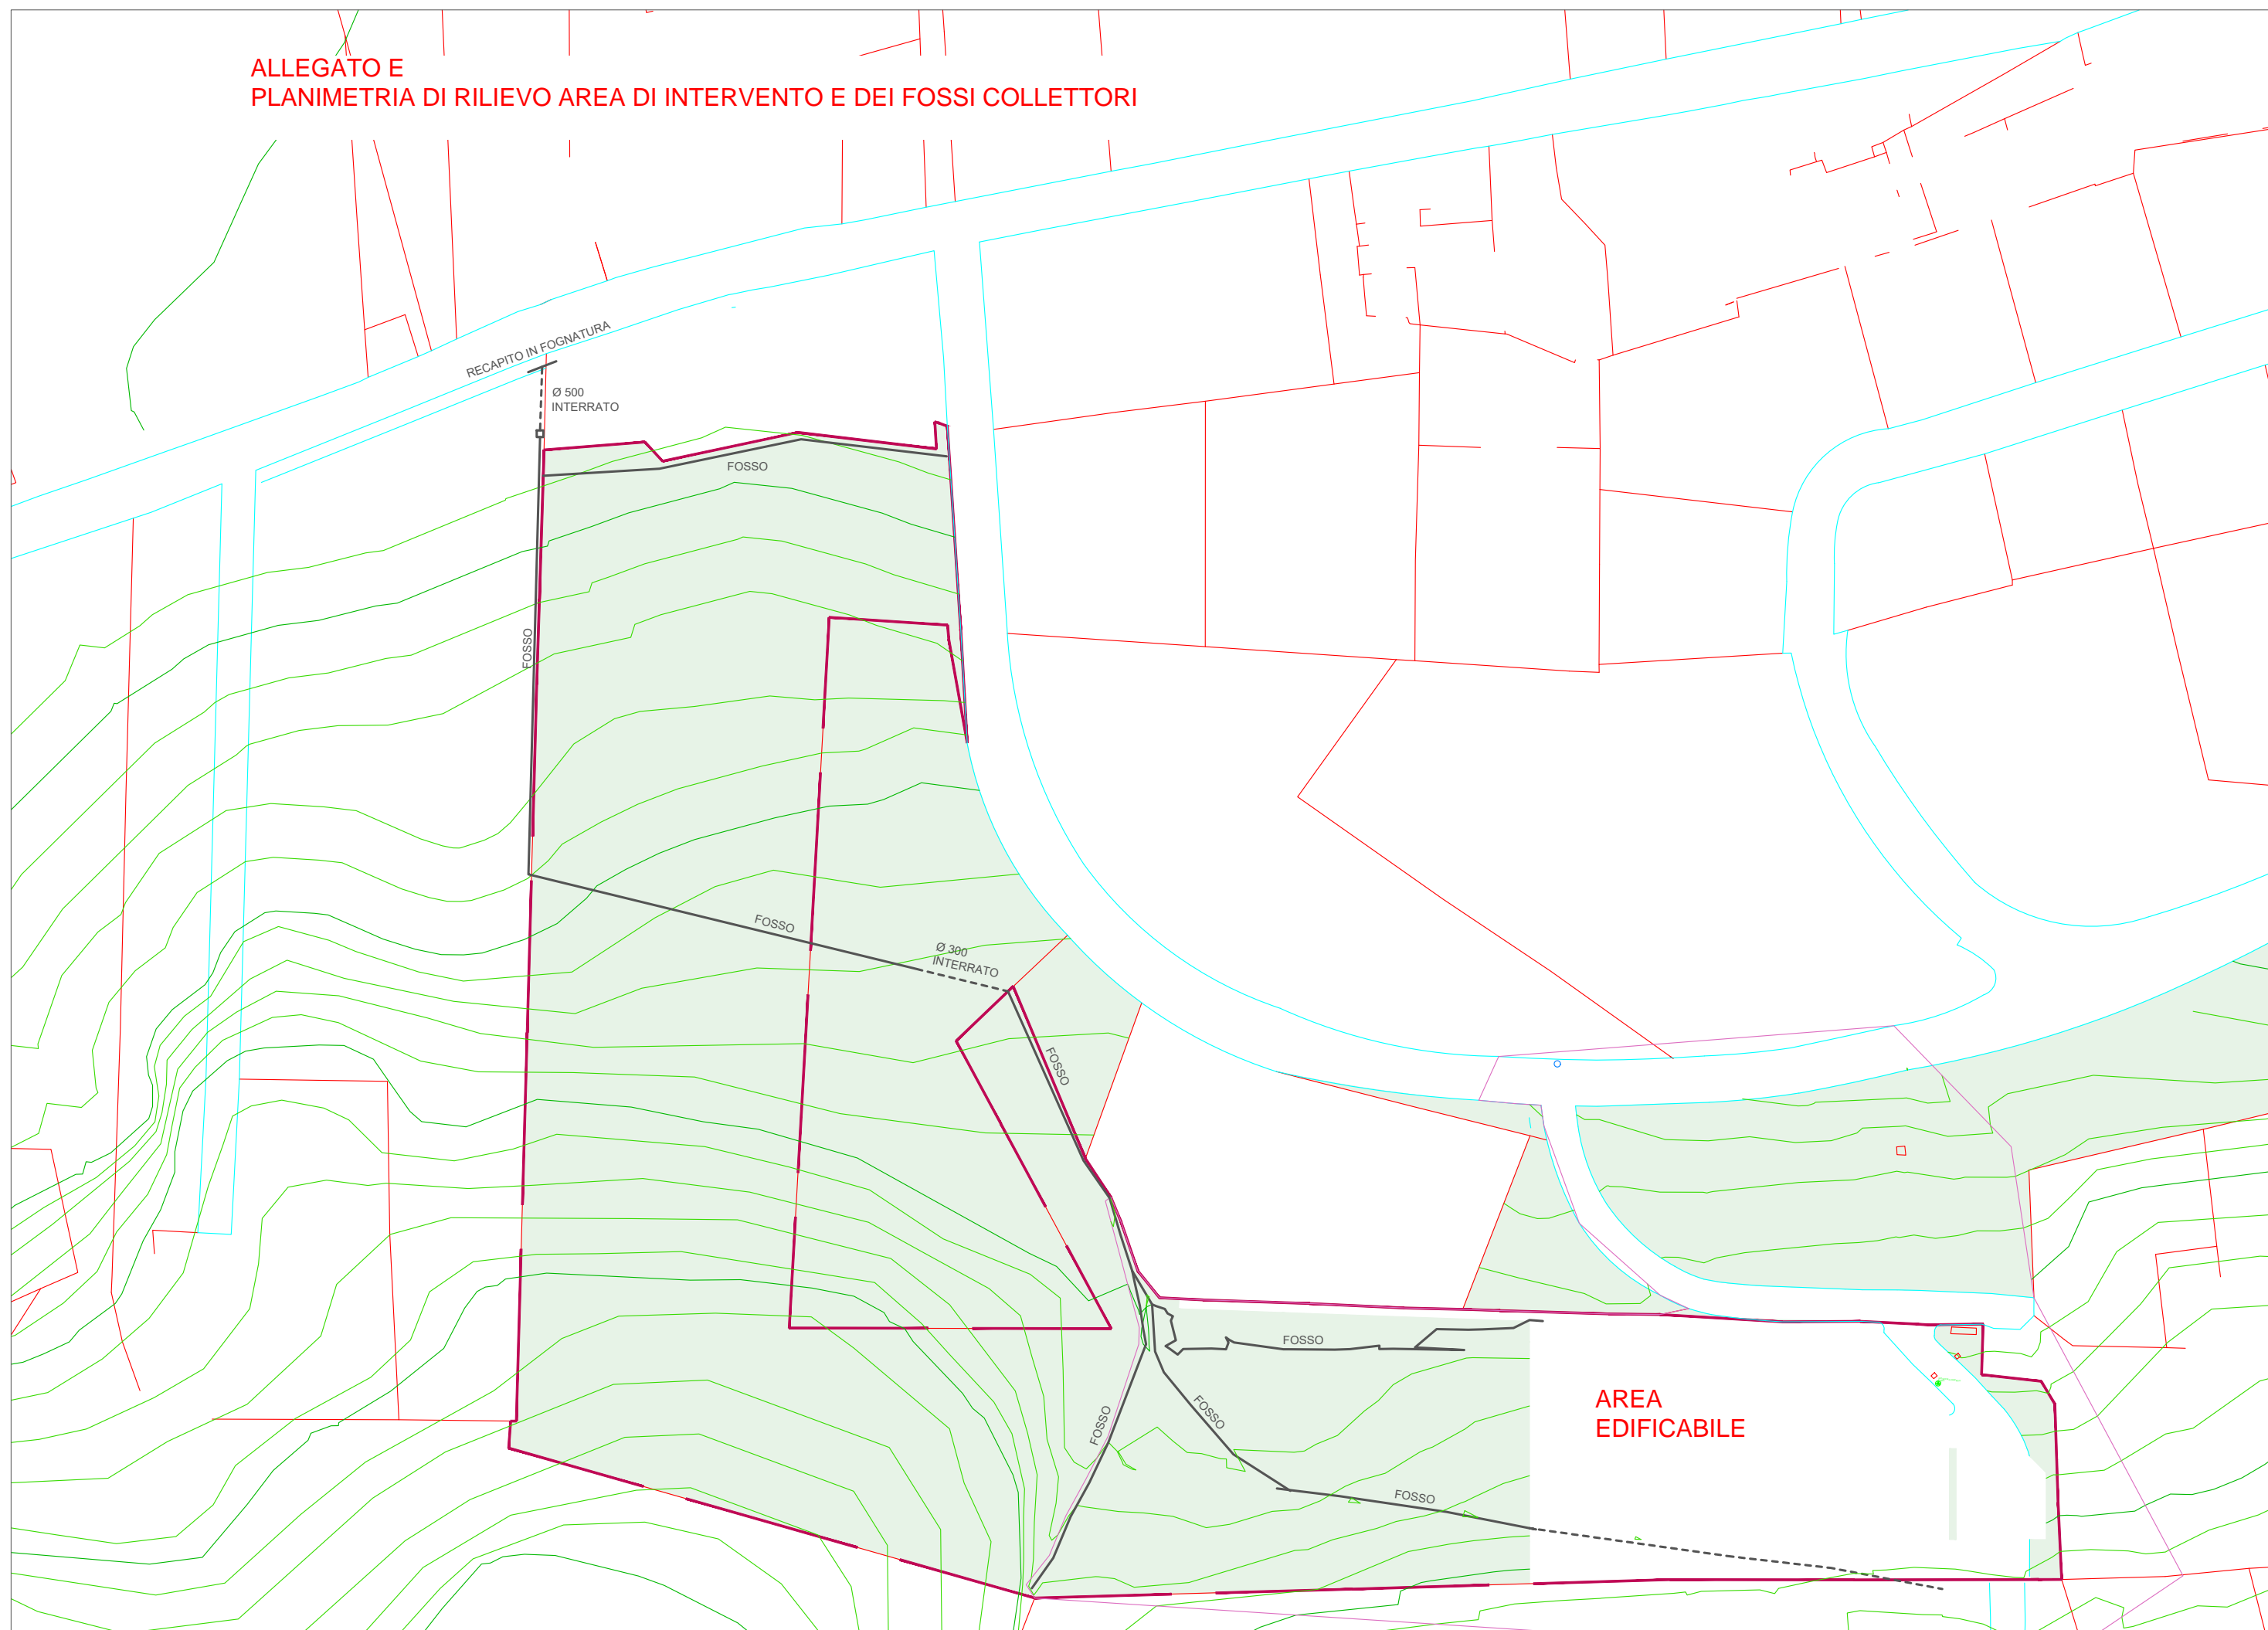 ALLEGATO E
PLANIMETRIA DI RILIEVO AREA DI INTERVENTO E DEI FOSSI COLLETTORI
RECAPITO IN FOGNATURA
Ø 500
INTERRATO
FOSSO
FOSSO
FOSSO
Ø 300
INTERRATO
FOSSO
FOSSO
FOSSO
FOSSO
AREA
EDIFICABILE
FOSSO